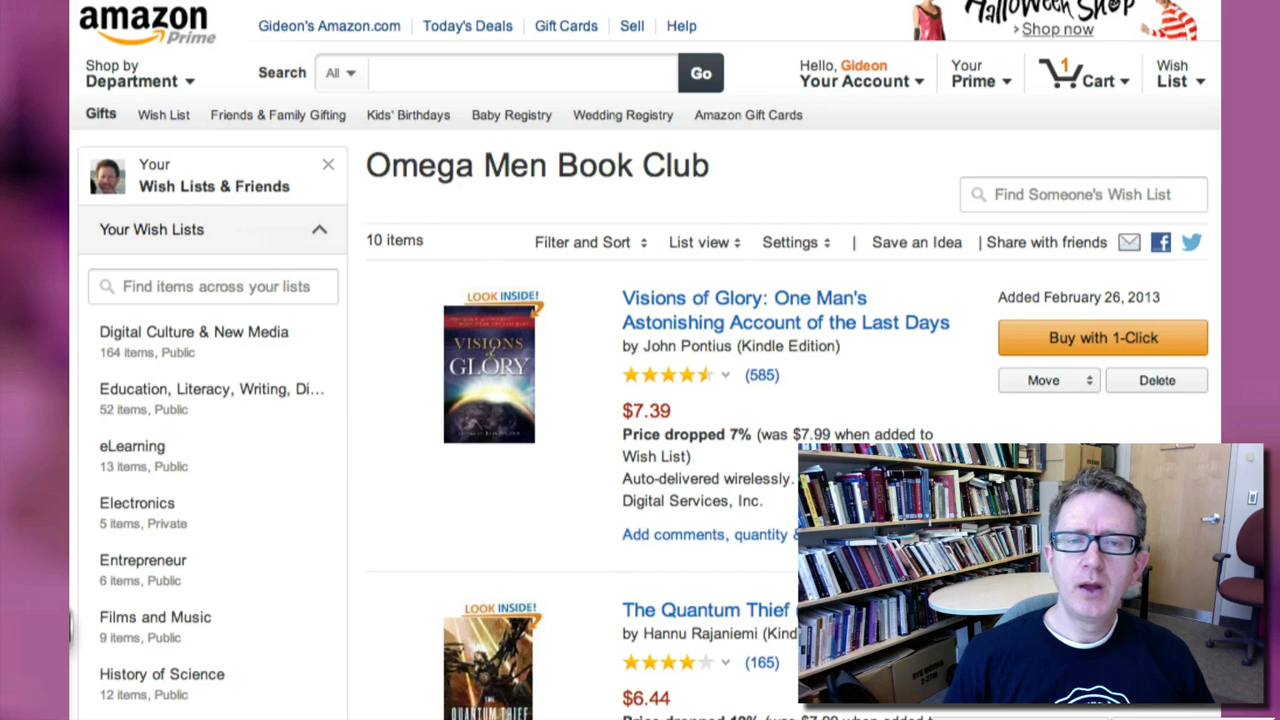 amazon
Prime
Gideon's Amazon.com
Today's Deals
Gift Cards
Sell
Help
Halloween Shop
› Shop now
Shop by
Department
Search
All
Go
Hello, Gideon
Your Account
Your
Prime
1
Cart
Wish
List
Gifts
Wish List
Friends & Family Gifting
Kids' Birthdays
Baby Registry
Wedding Registry
Amazon Gift Cards
Your
Wish Lists & Friends
Your Wish Lists
Find items across your lists
Digital Culture & New Media
164 items, Public
Education, Literacy, Writing, Di...
52 items, Public
eLearning
13 items, Public
Electronics
5 items, Private
Entrepreneur
6 items, Public
Films and Music
9 items, Public
History of Science
12 items, Public
Omega Men Book Club
Find Someone's Wish List
10 items
Filter and Sort
List view
Settings
| Save an Idea
| Share with friends
LOOK INSIDE!
VISIONS
of
GLORY
Visions of Glory: One Man's
Astonishing Account of the Last Days
by John Pontius (Kindle Edition)
(585)
$7.39
Price dropped 7% (was $7.99 when added to
Wish List)
Auto-delivered wirelessly.
Digital Services, Inc.
Add comments, quantity &
Added February 26, 2013
Buy with 1-Click
Move
Delete
LOOK INSIDE!
THE
QUANTUM THIEF
The Quantum Thief
by Hannu Rajaniemi (Kind
(165)
$6.44